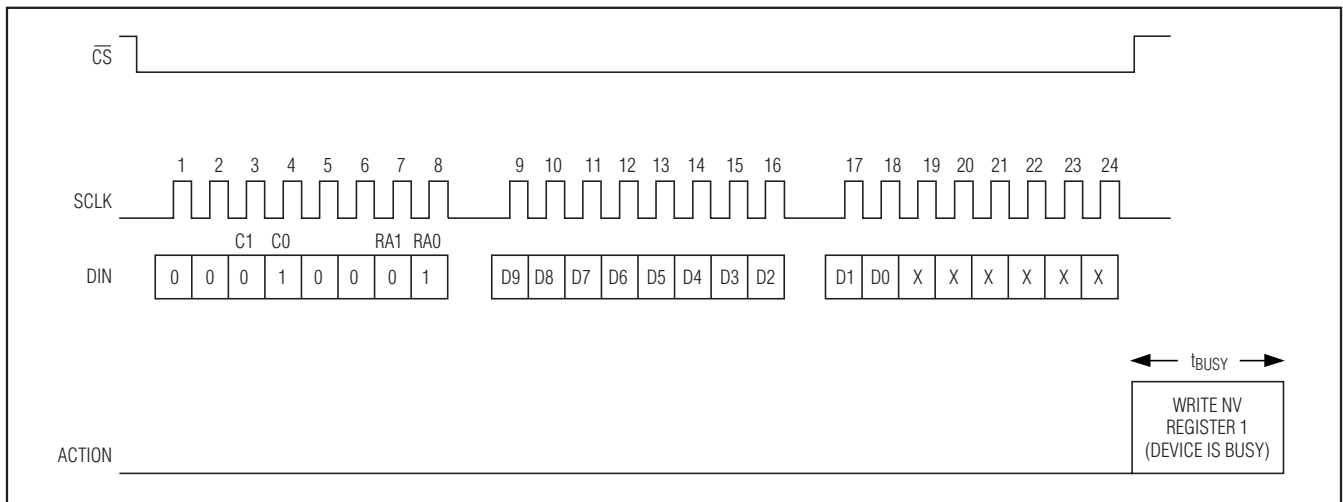 CS
1 2 3 4 5 6 7 8 9 10 11 12 13 14 15 16 17 18 19 20 21 22 23 24
SCLK
C1 C0 RA1 RA0
DIN 0 0 0 1 0 0 0 1 D9 D8 D7 D6 D5 D4 D3 D2 D1 D0 X X X X X X
tBUSY
WRITE NV
REGISTER 1
(DEVICE IS BUSY)
ACTION